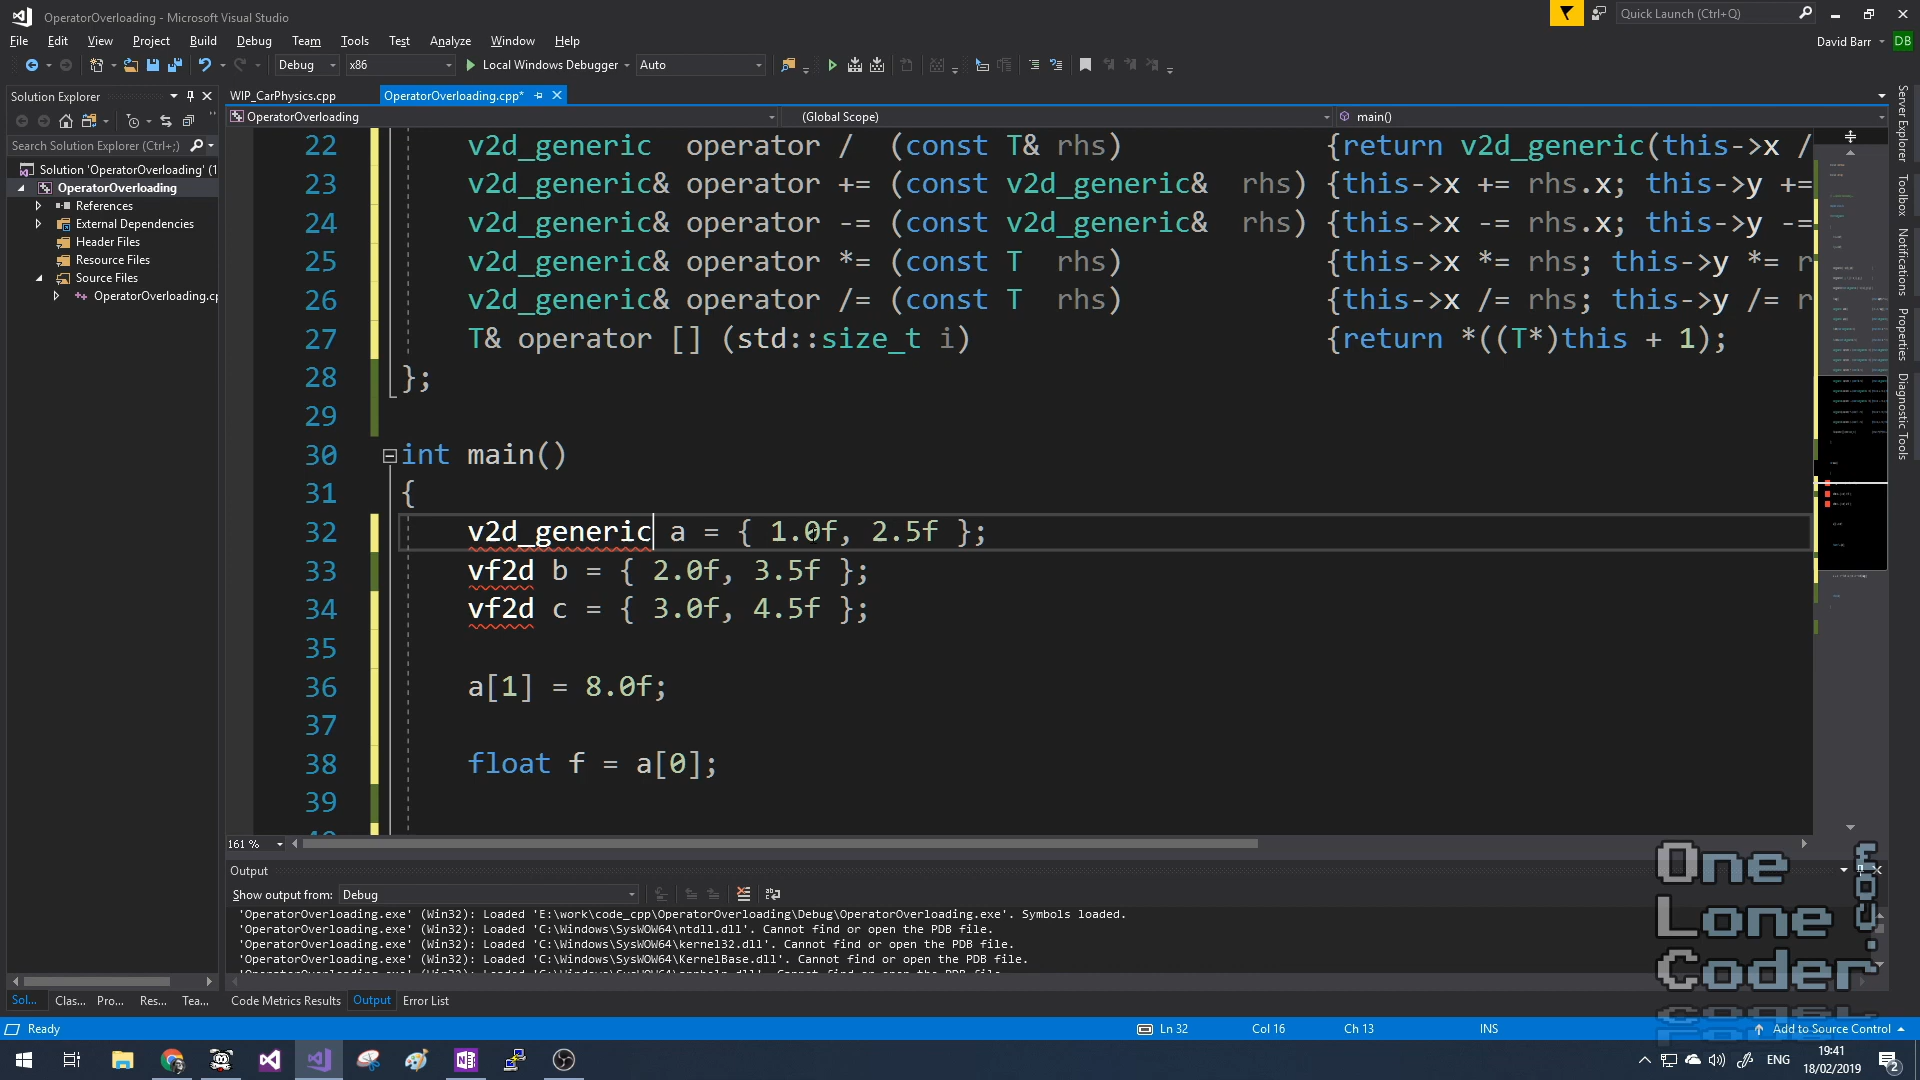 OperatorOverloading - Microsoft Visual Studio
Quick Launch (Ctrl+Q)
File Edit View Project Build Debug Team Tools Test Analyze Window Help
David Barr DB
Debug x86 Local Windows Debugger Auto
Solution Explorer
WIP_CarPhysics.cpp OperatorOverloading.cpp*
OperatorOverloading (Global Scope) main()
Search Solution Explorer (Ctrl+;)
Solution 'OperatorOverloading' (1
OperatorOverloading
References
External Dependencies
Header Files
Resource Files
Source Files
OperatorOverloading.cp
22 v2d_generic operator / (const T& rhs) {return v2d_generic(this->x /
23 v2d_generic& operator += (const v2d_generic& rhs) {this->x += rhs.x; this->y +=
24 v2d_generic& operator -= (const v2d_generic& rhs) {this->x -= rhs.x; this->y -=
25 v2d_generic& operator *= (const T rhs) {this->x *= rhs; this->y *= r
26 v2d_generic& operator /= (const T rhs) {this->x /= rhs; this->y /= r
27 T& operator [] (std::size_t i) {return *((T*)this + 1);
28 };
29
30 int main()
31 {
32 v2d_generic a = { 1.0f, 2.5f };
33 vf2d b = { 2.0f, 3.5f };
34 vf2d c = { 3.0f, 4.5f };
35
36 a[1] = 8.0f;
37
38 float f = a[0];
39
Server Explorer
Toolbox
Notifications
Properties
Diagnostic Tools
161 %
Output
Show output from: Debug
'OperatorOverloading.exe' (Win32): Loaded 'E:\work\code_cpp\OperatorOverloading\Debug\OperatorOverloading.exe'. Symbols loaded.
'OperatorOverloading.exe' (Win32): Loaded 'C:\Windows\SysWOW64\ntdll.dll'. Cannot find or open the PDB file.
'OperatorOverloading.exe' (Win32): Loaded 'C:\Windows\SysWOW64\kernel32.dll'. Cannot find or open the PDB file.
'OperatorOverloading.exe' (Win32): Loaded 'C:\Windows\SysWOW64\KernelBase.dll'. Cannot find or open the PDB file.
One
Lone
Coder.
Sol... Clas... Pro... Res... Tea... Code Metrics Results Output Error List
Ready Ln 32 Col 16 Ch 13 INS Add to Source Control
ENG 19:41
18/02/2019
2